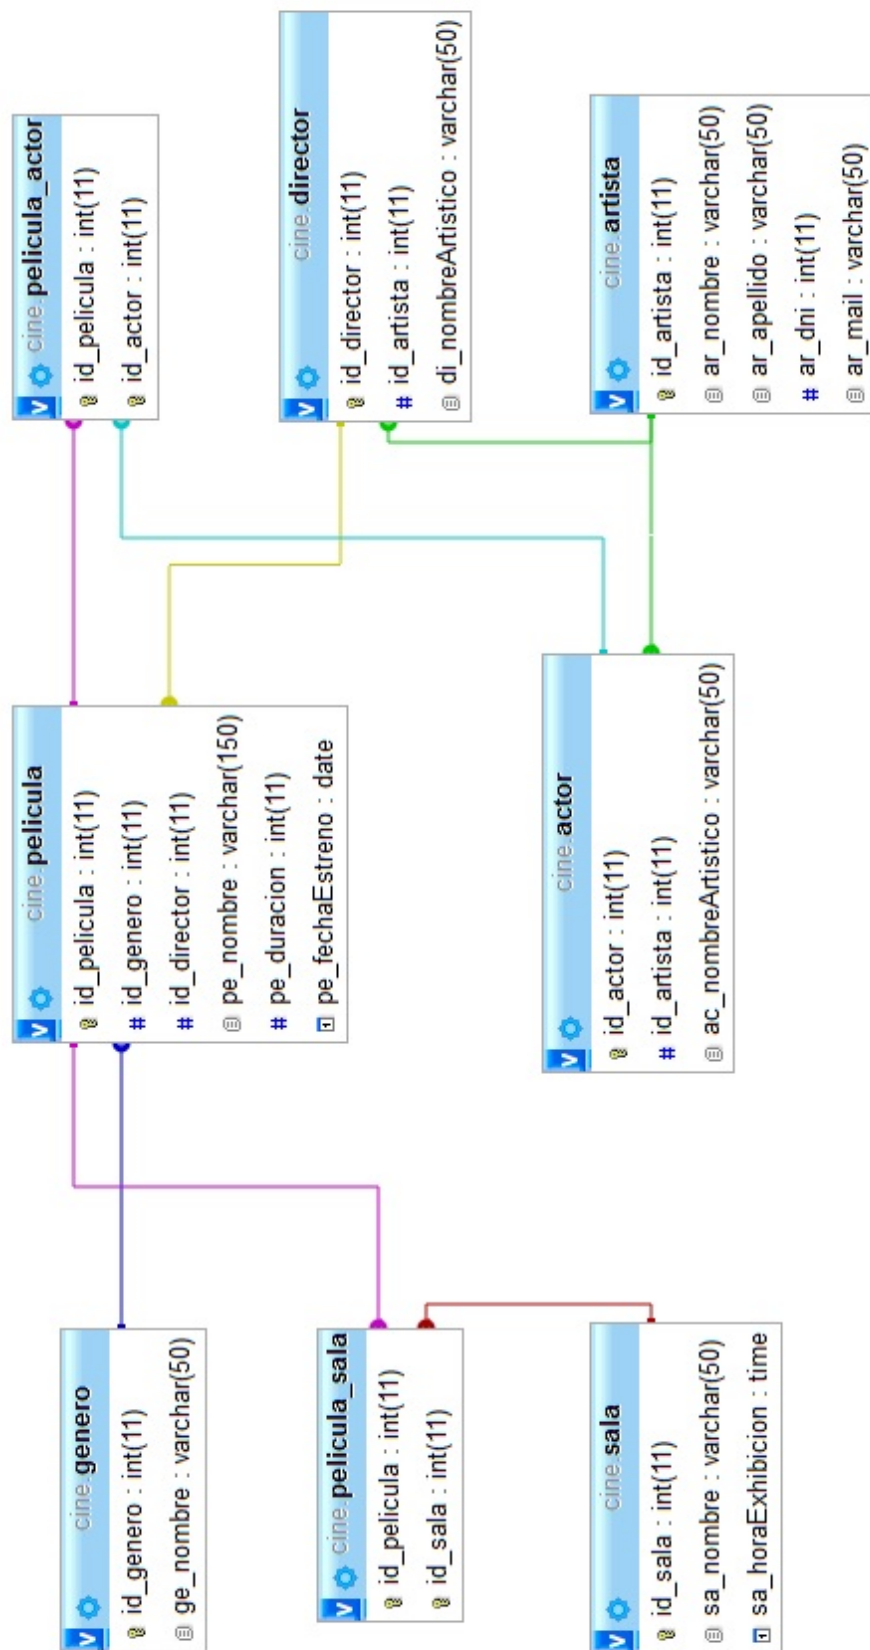 cine.genero
id_genero : int(11)
ge_nombre : varchar(50)
cine.pelicula_sala
id_pelicula : int(11)
id_sala : int(11)
cine.sala
id_sala : int(11)
sa_nombre : varchar(50)
sa_horaExhibicion : time
cine.pelicula
id_pelicula : int(11)
# id_genero : int(11)
# id_director : int(11)
pe_nombre : varchar(150)
# pe_duracion : int(11)
pe_fechaEstreno : date
cine.actor
id_actor : int(11)
# id_artista : int(11)
ac_nombreArtistico : varchar(50)
cine.pelicula_actor
id_pelicula : int(11)
id_actor : int(11)
cine.director
id_director : int(11)
# id_artista : int(11)
di_nombreArtistico : varchar(50)
cine.artista
id_artista : int(11)
ar_nombre : varchar(50)
ar_apellido : varchar(50)
# ar_dni : int(11)
ar_mail : varchar(50)